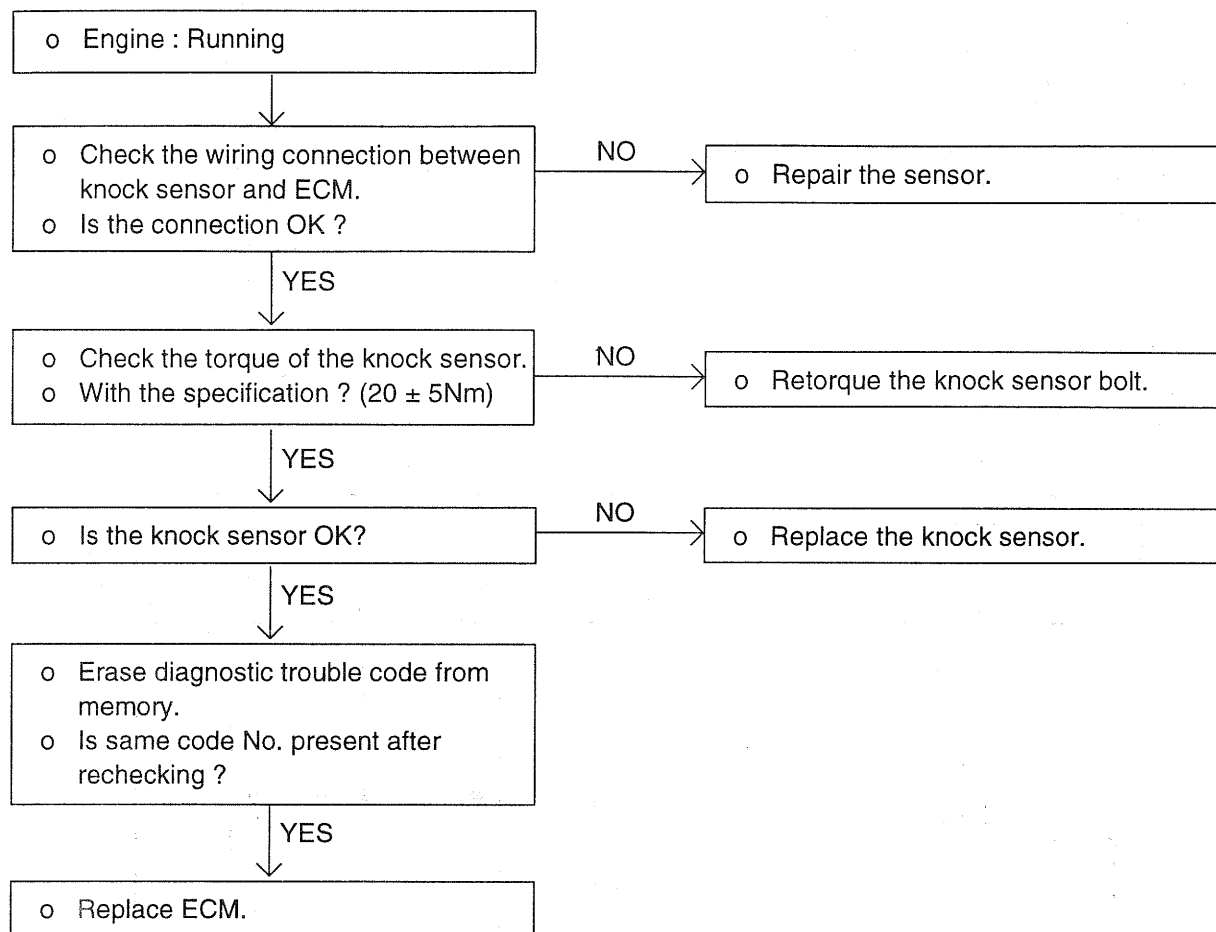 o Engine : Running
o Check the wiring connection between
knock sensor and ECM.
o Is the connection OK ?
NO
o Repair the sensor.
YES
o Check the torque of the knock sensor.
o With the specification ? (20 ± 5Nm)
NO
o Retorque the knock sensor bolt.
YES
o Is the knock sensor OK?
NO
o Replace the knock sensor.
YES
o Erase diagnostic trouble code from
memory.
o Is same code No. present after
rechecking ?
YES
o Replace ECM.